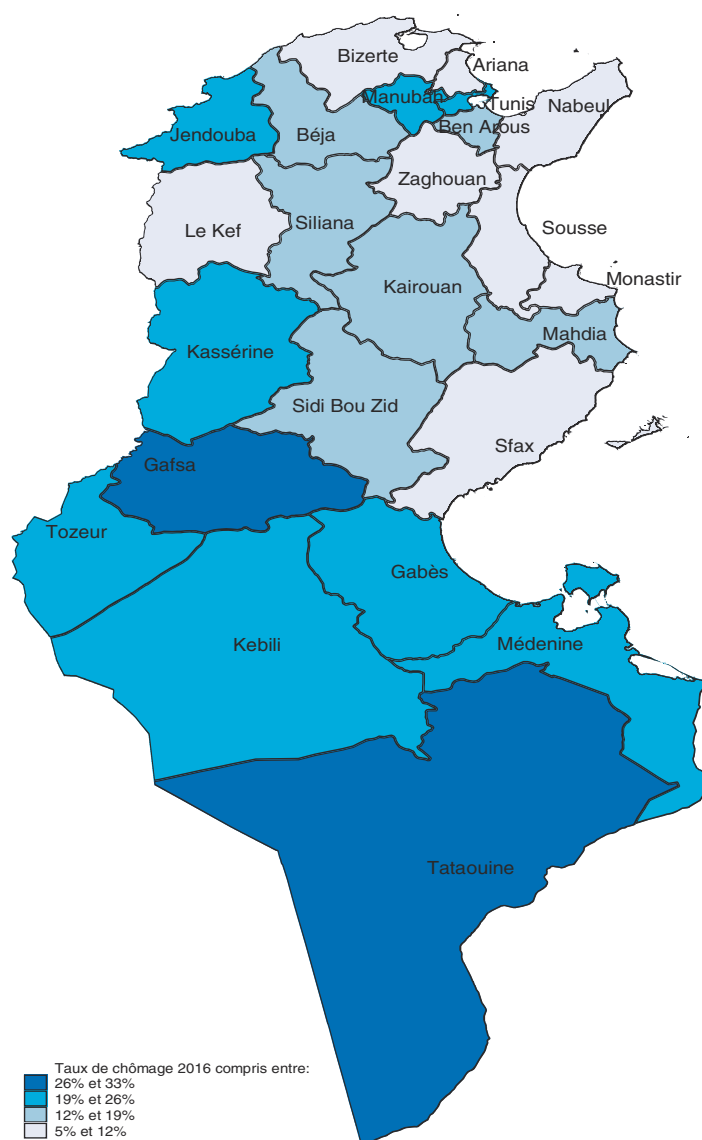 Bizerte
Ariana
Manubah
Tunis
Nabeul
Jendouba
Béja
Ben Arous
Zaghouan
Le Kef
Siliana
Sousse
Kairouan
Monastir
Mahdia
Kassérine
Sidi Bou Zid
Sfax
Gafsa
Tozeur
Gabès
Kebili
Médenine
Tataouine
Taux de chômage 2016 compris entre:
26% et 33%
19% et 26%
12% et 19%
5% et 12%